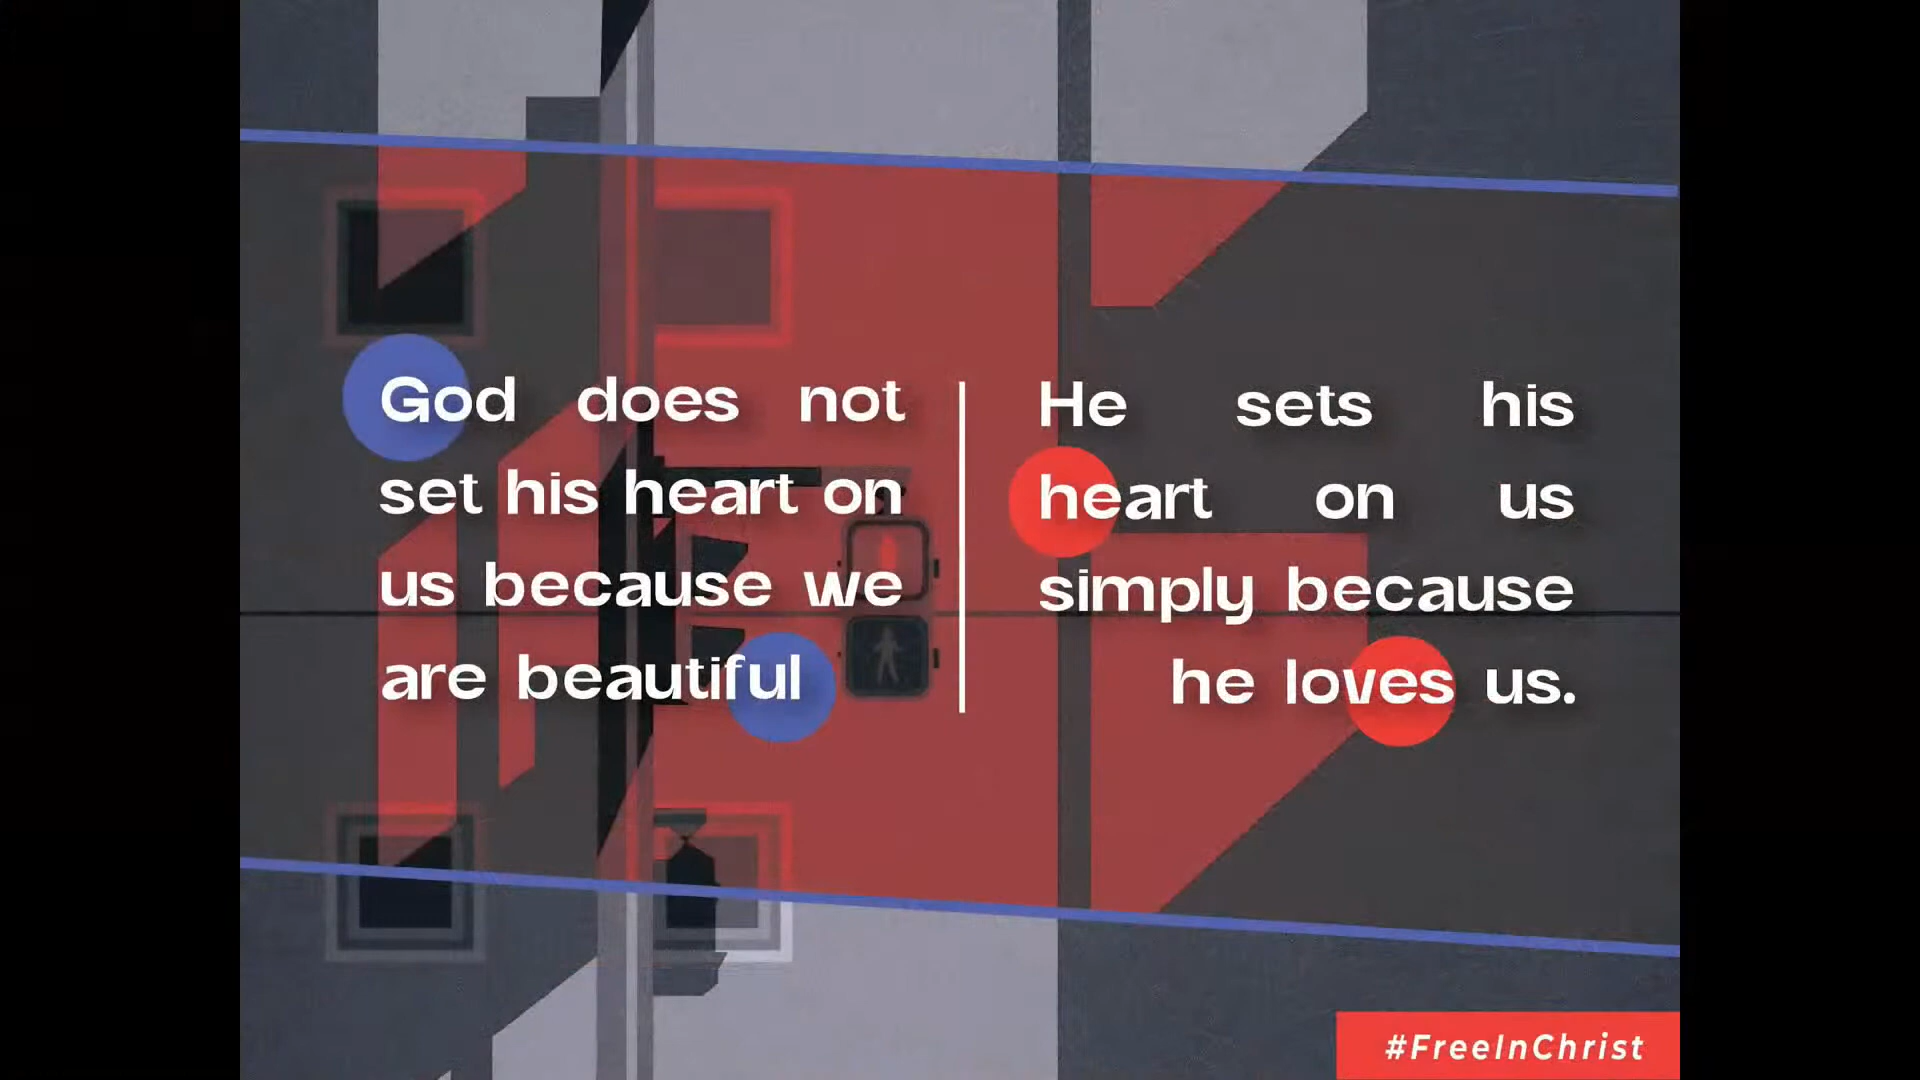 God does not
set his heart on
us because we
are beautiful
He sets his
heart on us
simply because
he loves us.
#FreeInChrist